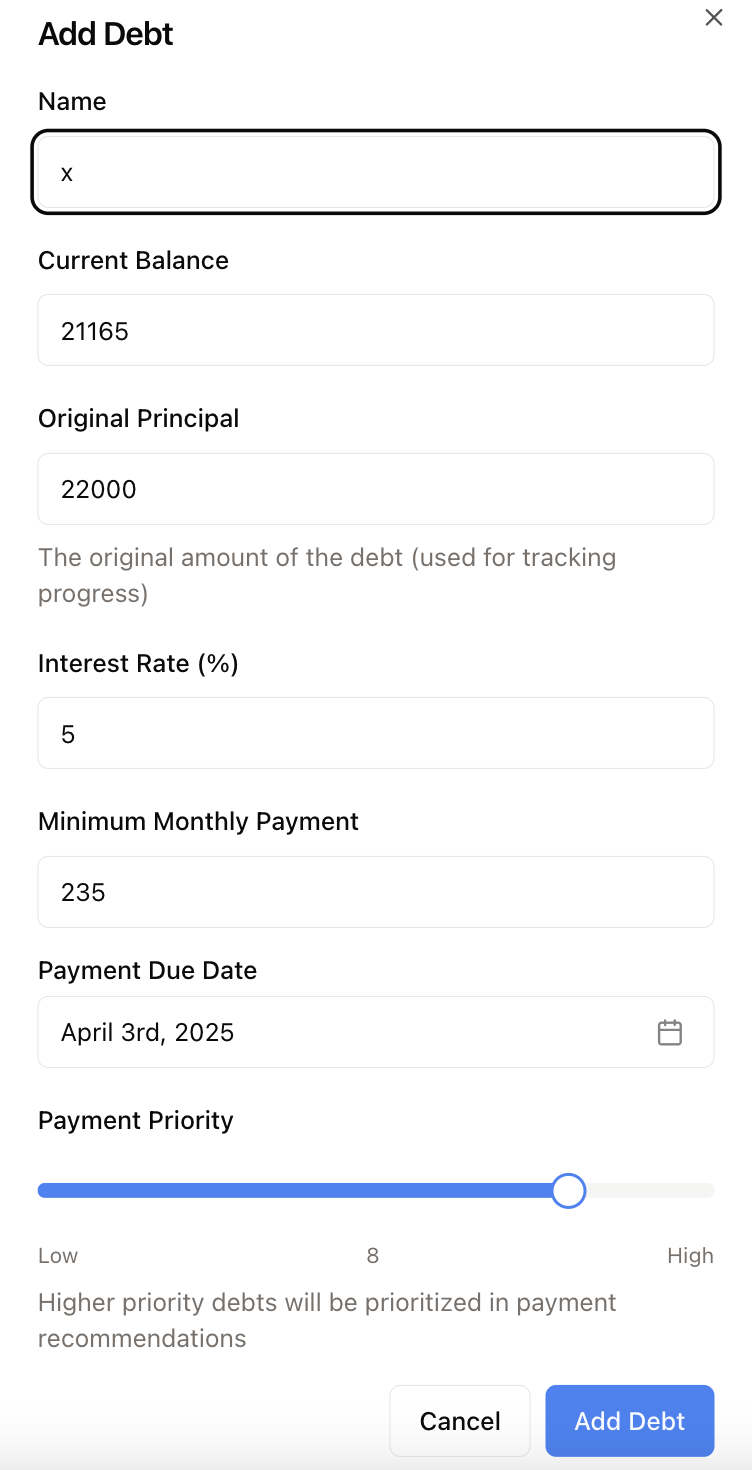 Add Debt
Name
x
Current Balance
21165
Original Principal
22000
The original amount of the debt (used for tracking
progress)
Interest Rate (%)
5
Minimum Monthly Payment
235
Payment Due Date
April 3rd, 2025
Payment Priority
Low 8 High
Higher priority debts will be prioritized in payment
recommendations
Cancel Add Debt